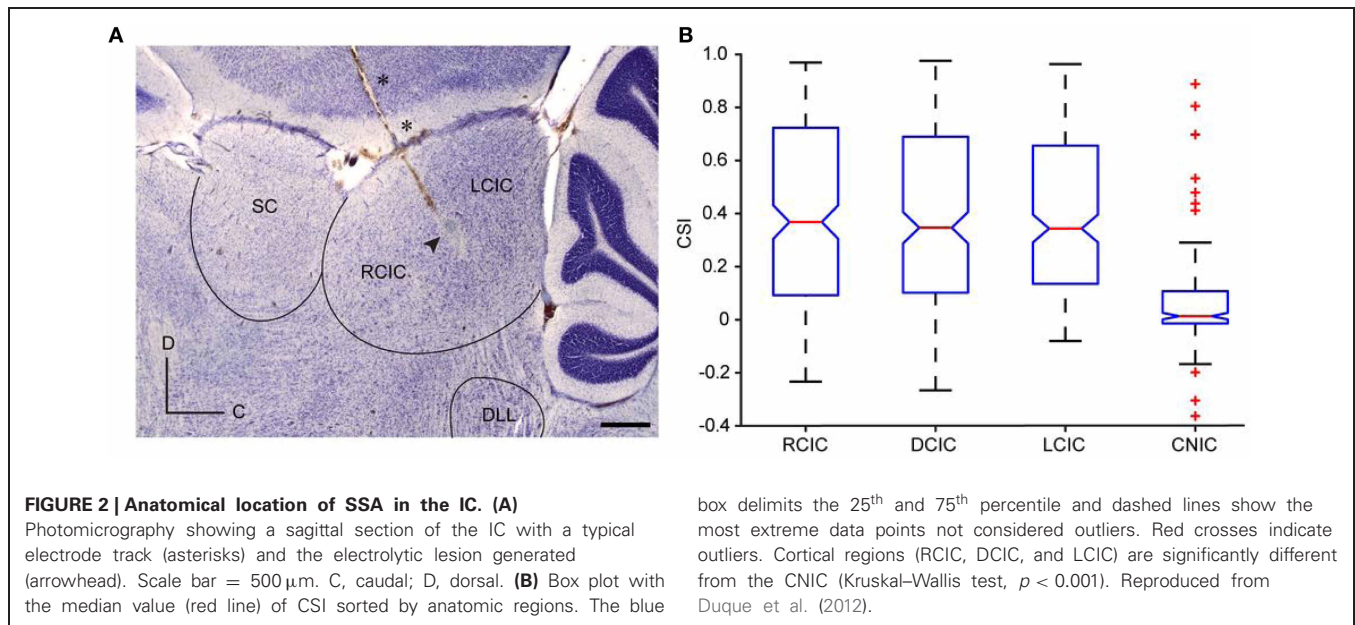 A
*
*
LCIC
SC
RCIC
D
C
DLL
B
1.0
0.8
0.6
0.4
0.2
0
-0.2
-0.4
CSI
RCIC DCIC LCIC CNIC
FIGURE 2 | Anatomical location of SSA in the IC. (A)
Photomicrography showing a sagittal section of the IC with a typical
electrode track (asterisks) and the electrolytic lesion generated
(arrowhead). Scale bar = 500 μm. C, caudal; D, dorsal. (B) Box plot with
the median value (red line) of CSI sorted by anatomic regions. The blue
box delimits the 25th and 75th percentile and dashed lines show the
most extreme data points not considered outliers. Red crosses indicate
outliers. Cortical regions (RCIC, DCIC, and LCIC) are significantly different
from the CNIC (Kruskal–Wallis test, p < 0.001). Reproduced from
Duque et al. (2012).